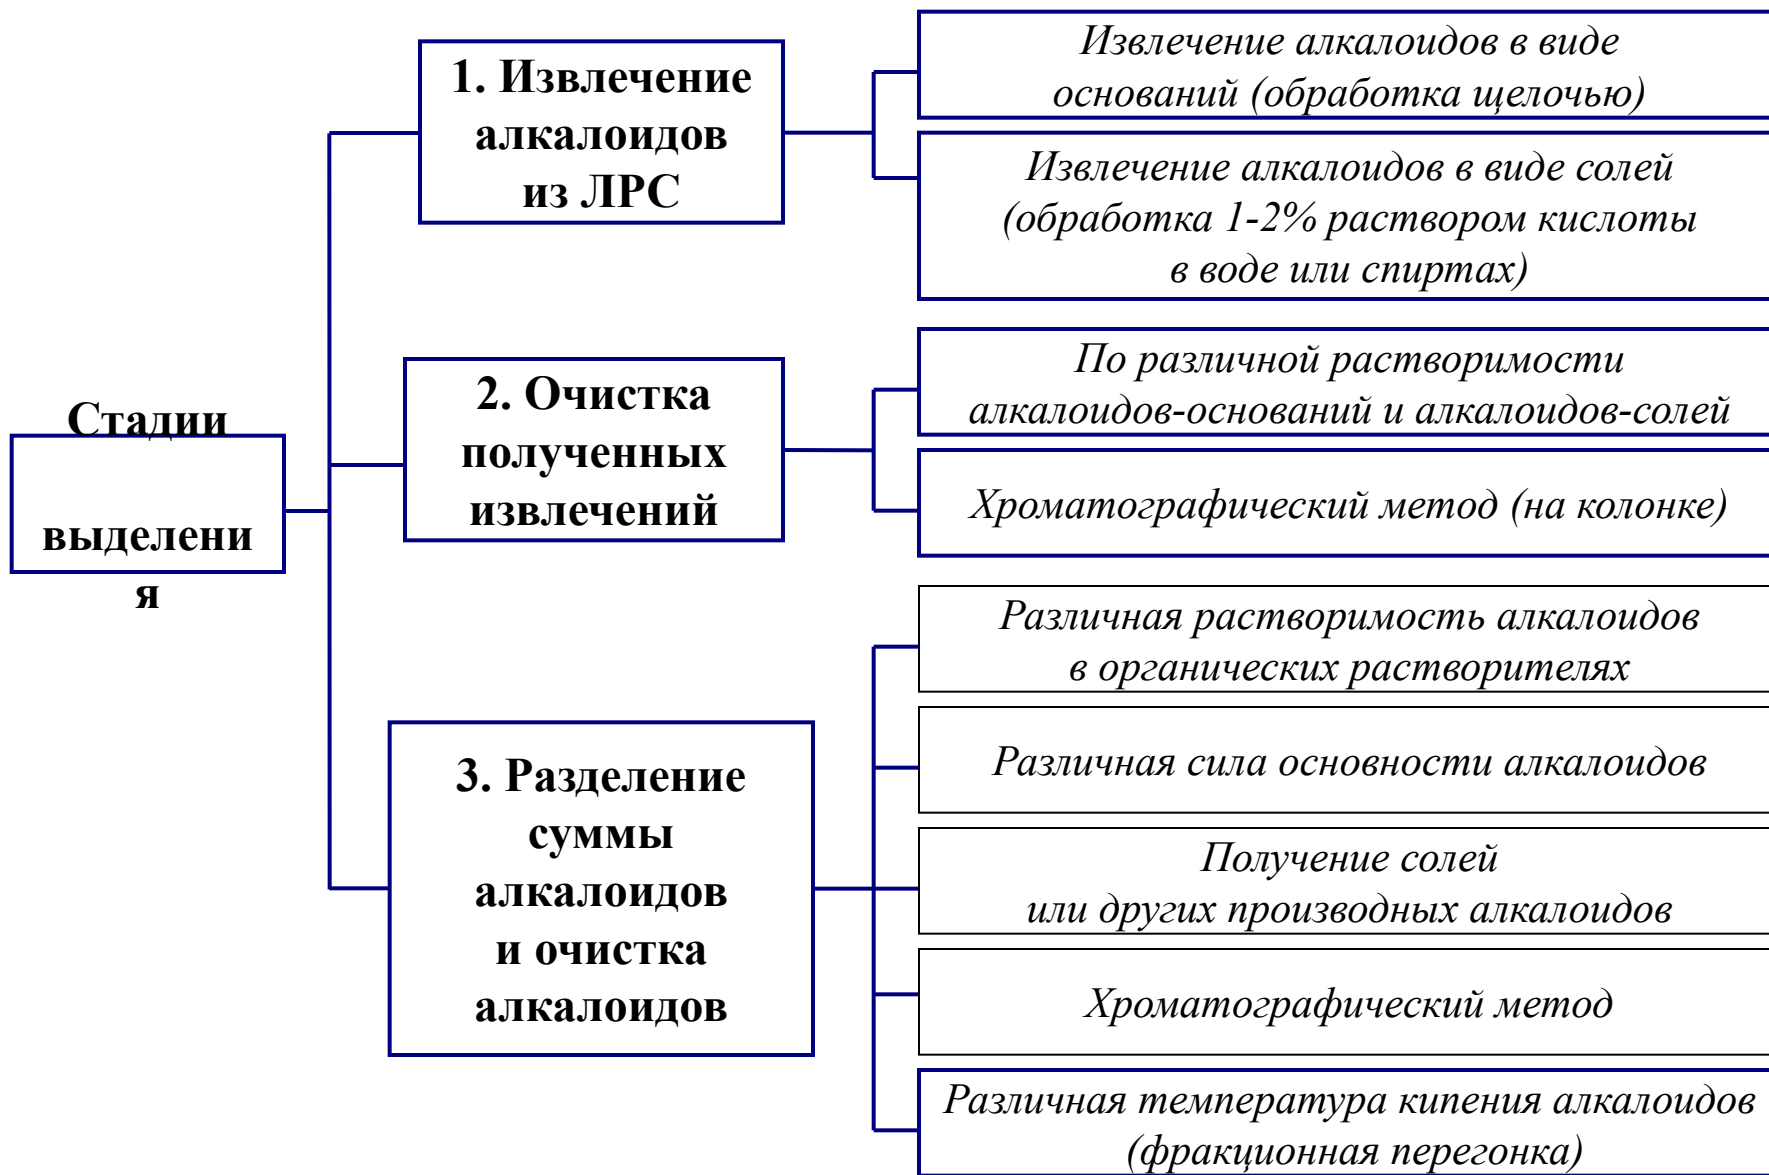 Стадии
выделени
я
1. Извлечение
алкалоидов
из ЛРС
Извлечение алкалоидов в виде
оснований (обработка щелочью)
Извлечение алкалоидов в виде солей
(обработка 1-2% раствором кислоты
в воде или спиртах)
2. Очистка
полученных
извлечений
По различной растворимости
алкалоидов-оснований и алкалоидов-солей
Хроматографический метод (на колонке)
3. Разделение
суммы
алкалоидов
и очистка
алкалоидов
Различная растворимость алкалоидов
в органических растворителях
Различная сила основности алкалоидов
Получение солей
или других производных алкалоидов
Хроматографический метод
Различная температура кипения алкалоидов
(фракционная перегонка)